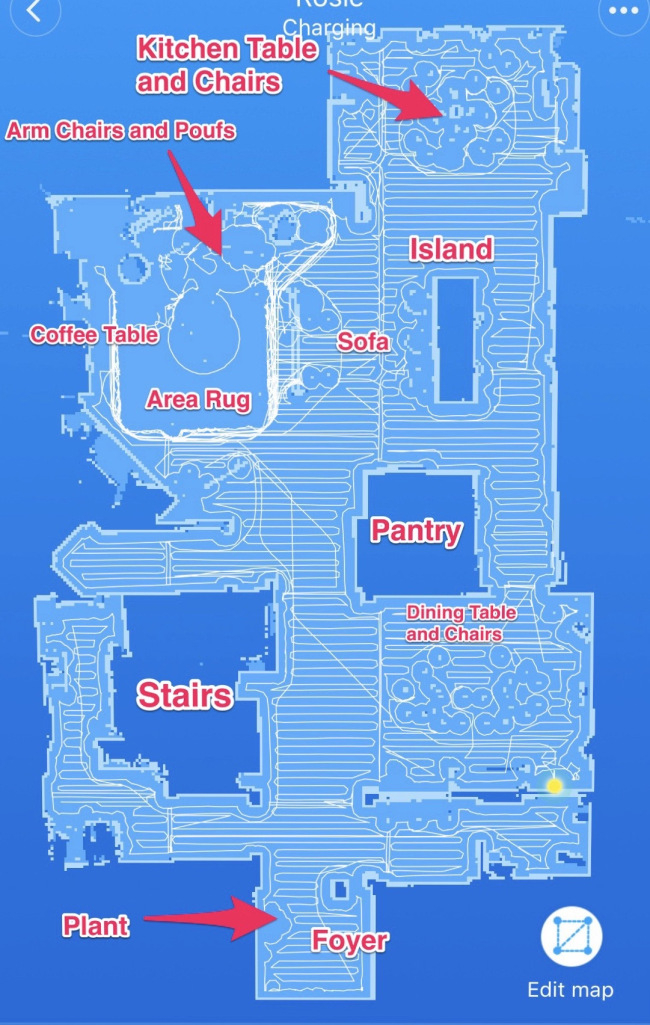 Rosie
Charging
Kitchen Table
and Chairs
Arm Chairs and Poufs
Island
Coffee Table
Sofa
Area Rug
Pantry
Dining Table
and Chairs
Stairs
Plant
Foyer
Edit map